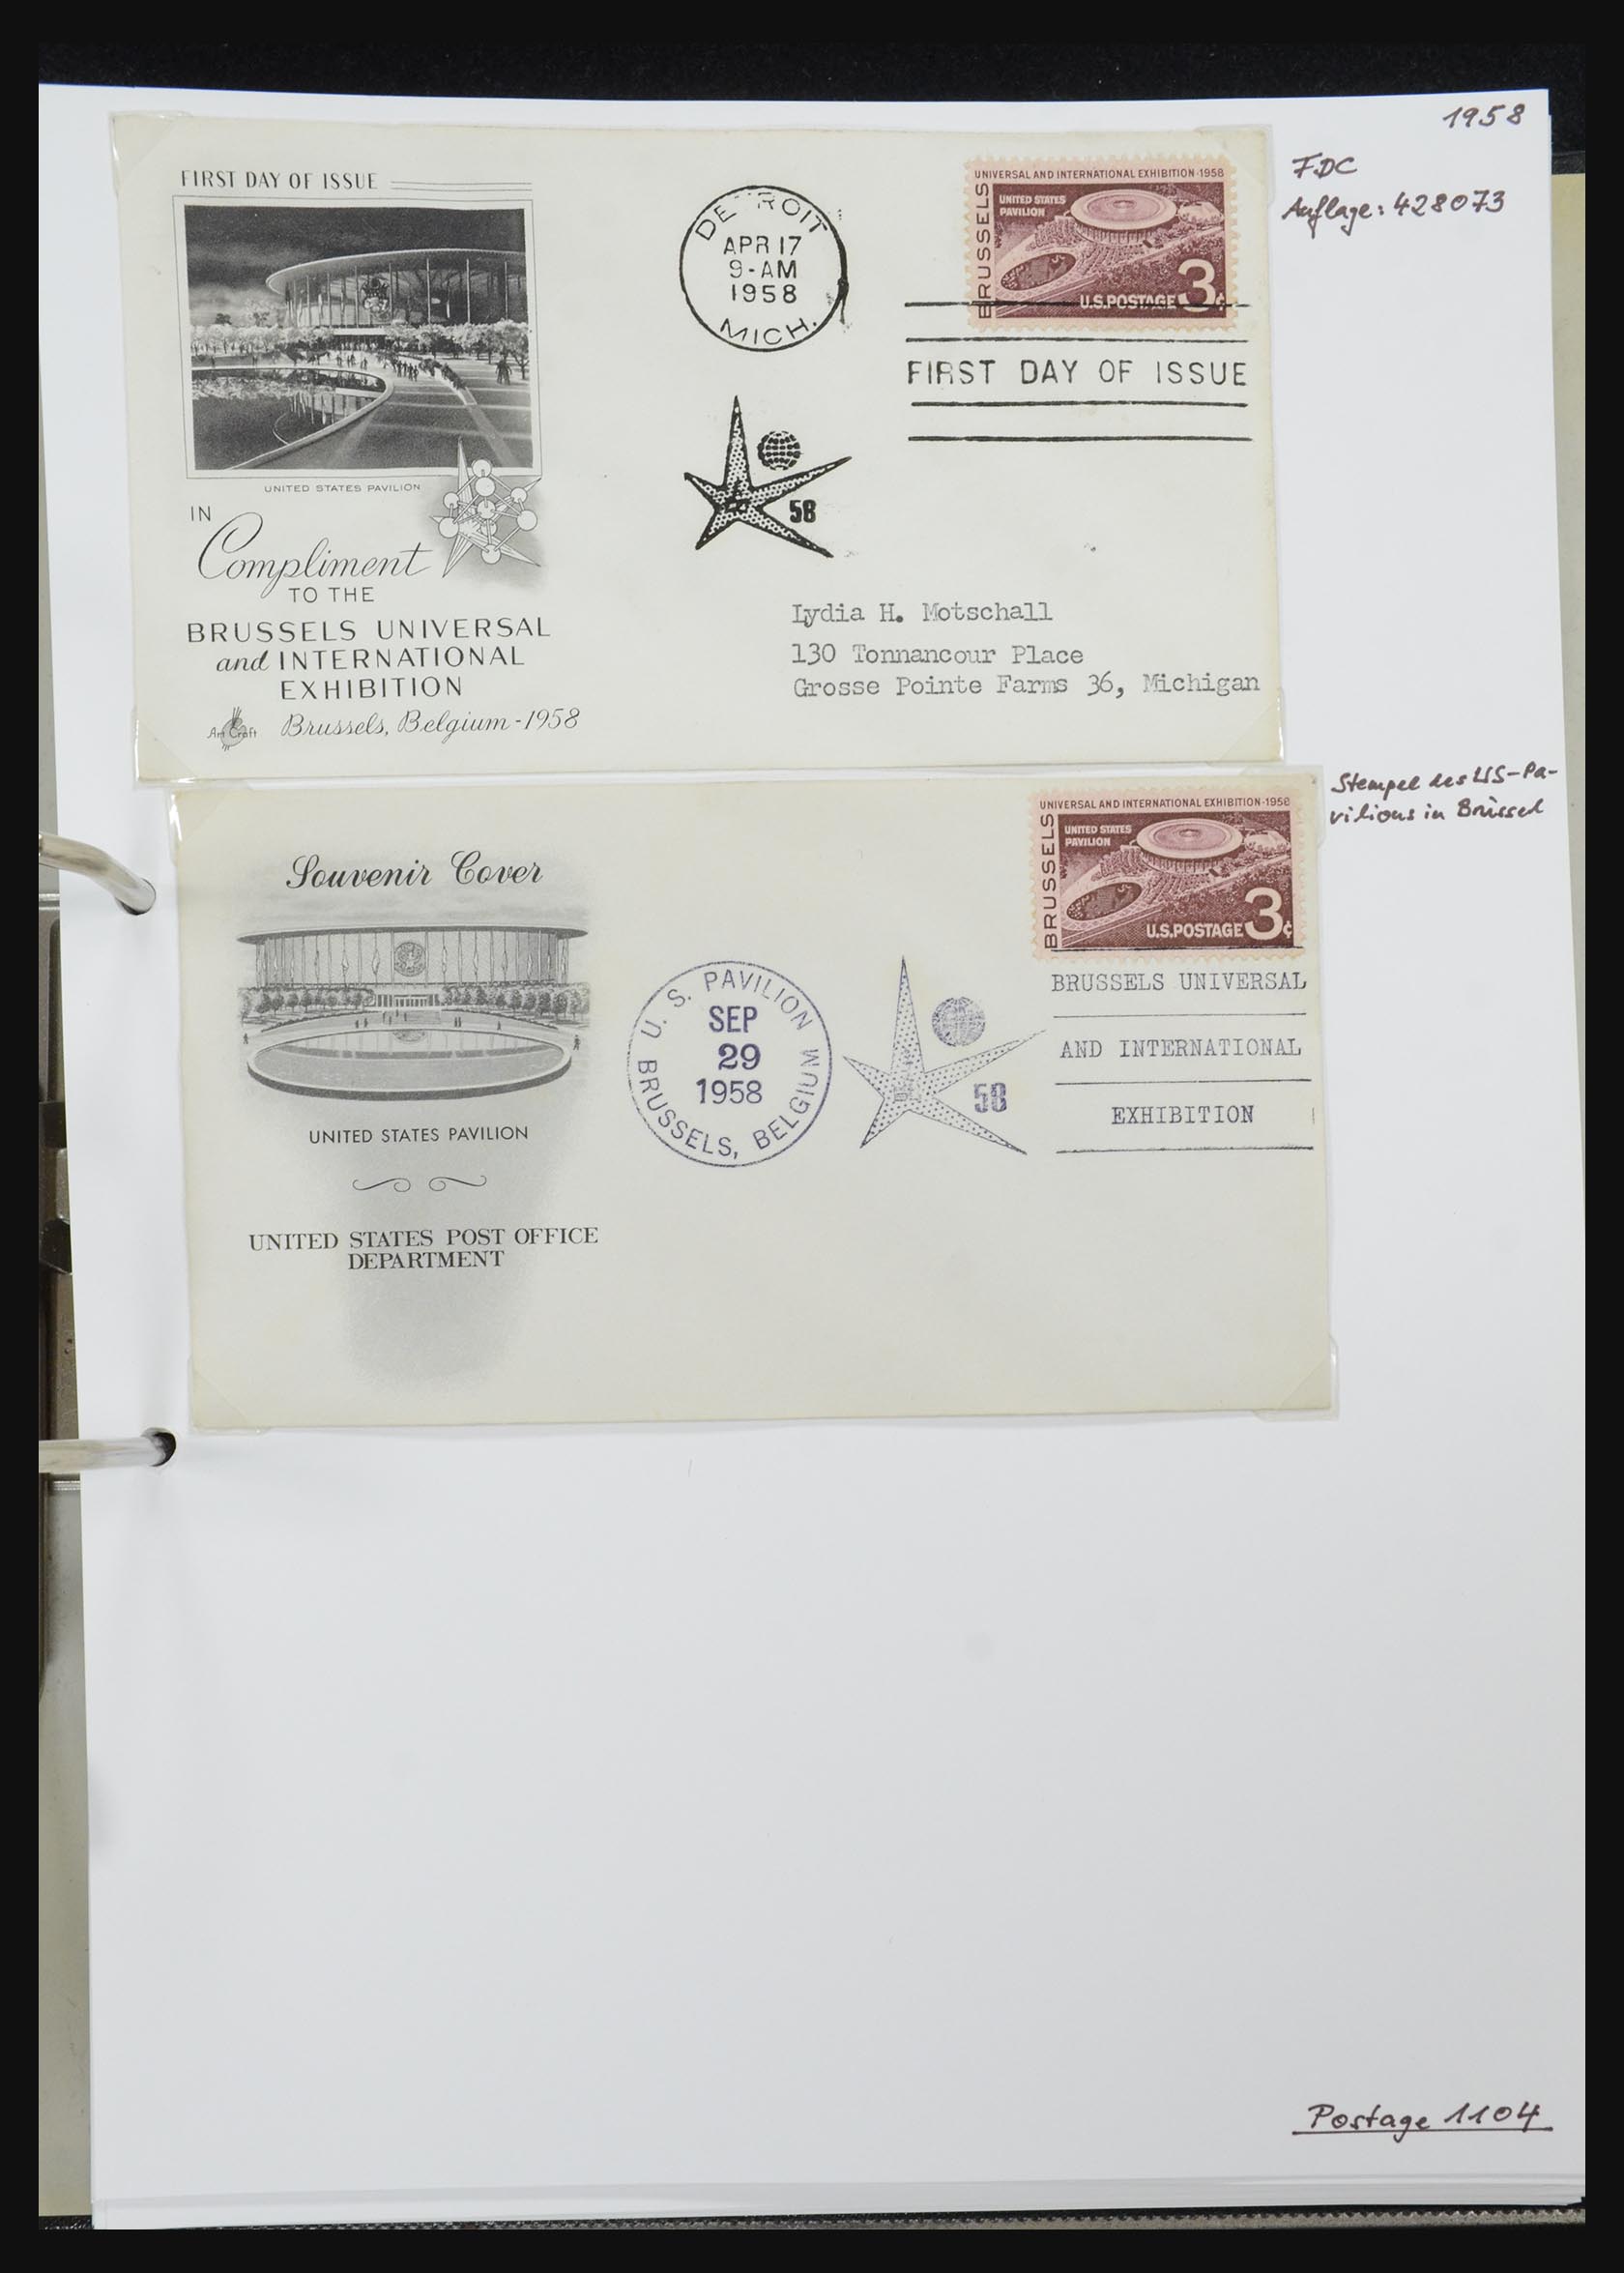 1958
FDC
Auflage: 428073
FIRST DAY OF ISSUE
UNITED STATES PAVILION
IN
Compliment
TO THE
BRUSSELS UNIVERSAL
and INTERNATIONAL
EXHIBITION
Brussels, Belgium - 1958
Art Craft
DETROIT
APR 17
9-AM
1958
MICH.
58
UNIVERSAL AND INTERNATIONAL EXHIBITION·1958
BRUSSELS
UNITED STATES
PAVILION
U.S.POSTAGE 3¢
FIRST DAY OF ISSUE
Lydia H. Motschall
130 Tonnancour Place
Grosse Pointe Farms 36, Michigan
Stempel des US-Pa-
vilions in Brüssel
Souvenir Cover
UNITED STATES PAVILION
UNITED STATES POST OFFICE
DEPARTMENT
U. S. PAVILION
SEP
29
1958
BRUSSELS, BELGIUM
58
UNIVERSAL AND INTERNATIONAL EXHIBITION·1958
BRUSSELS
UNITED STATES
PAVILION
U.S.POSTAGE 3¢
BRUSSELS UNIVERSAL
AND INTERNATIONAL
EXHIBITION
Postage 1104